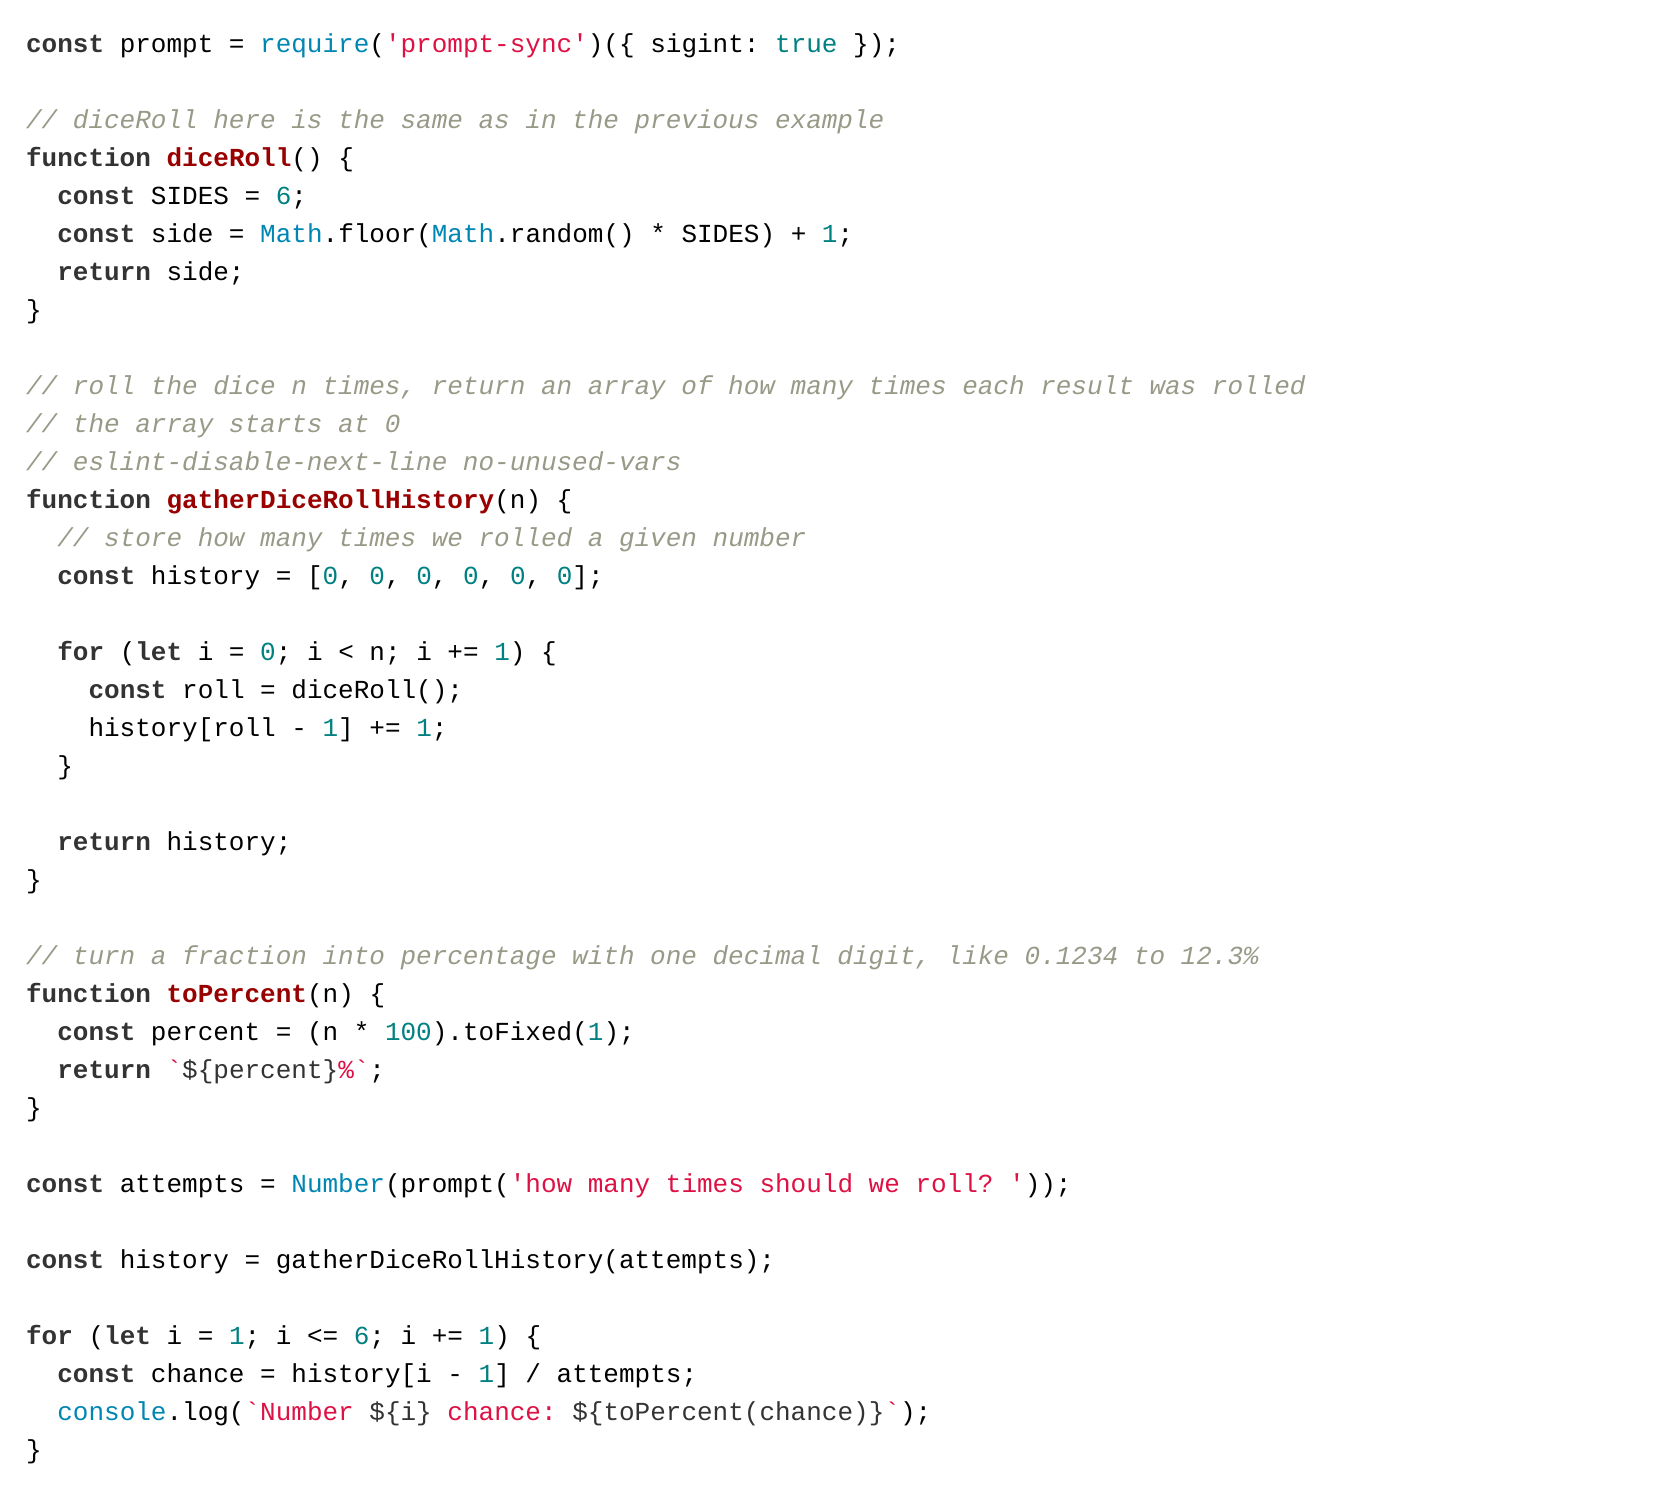 const prompt = require('prompt-sync')({ sigint: true });

// diceRoll here is the same as in the previous example
function diceRoll() {
  const SIDES = 6;
  const side = Math.floor(Math.random() * SIDES) + 1;
  return side;
}

// roll the dice n times, return an array of how many times each result was rolled
// the array starts at 0
// eslint-disable-next-line no-unused-vars
function gatherDiceRollHistory(n) {
  // store how many times we rolled a given number
  const history = [0, 0, 0, 0, 0, 0];

  for (let i = 0; i < n; i += 1) {
    const roll = diceRoll();
    history[roll - 1] += 1;
  }

  return history;
}

// turn a fraction into percentage with one decimal digit, like 0.1234 to 12.3%
function toPercent(n) {
  const percent = (n * 100).toFixed(1);
  return `${percent}%`;
}

const attempts = Number(prompt('how many times should we roll? '));

const history = gatherDiceRollHistory(attempts);

for (let i = 1; i <= 6; i += 1) {
  const chance = history[i - 1] / attempts;
  console.log(`Number ${i} chance: ${toPercent(chance)}`);
}